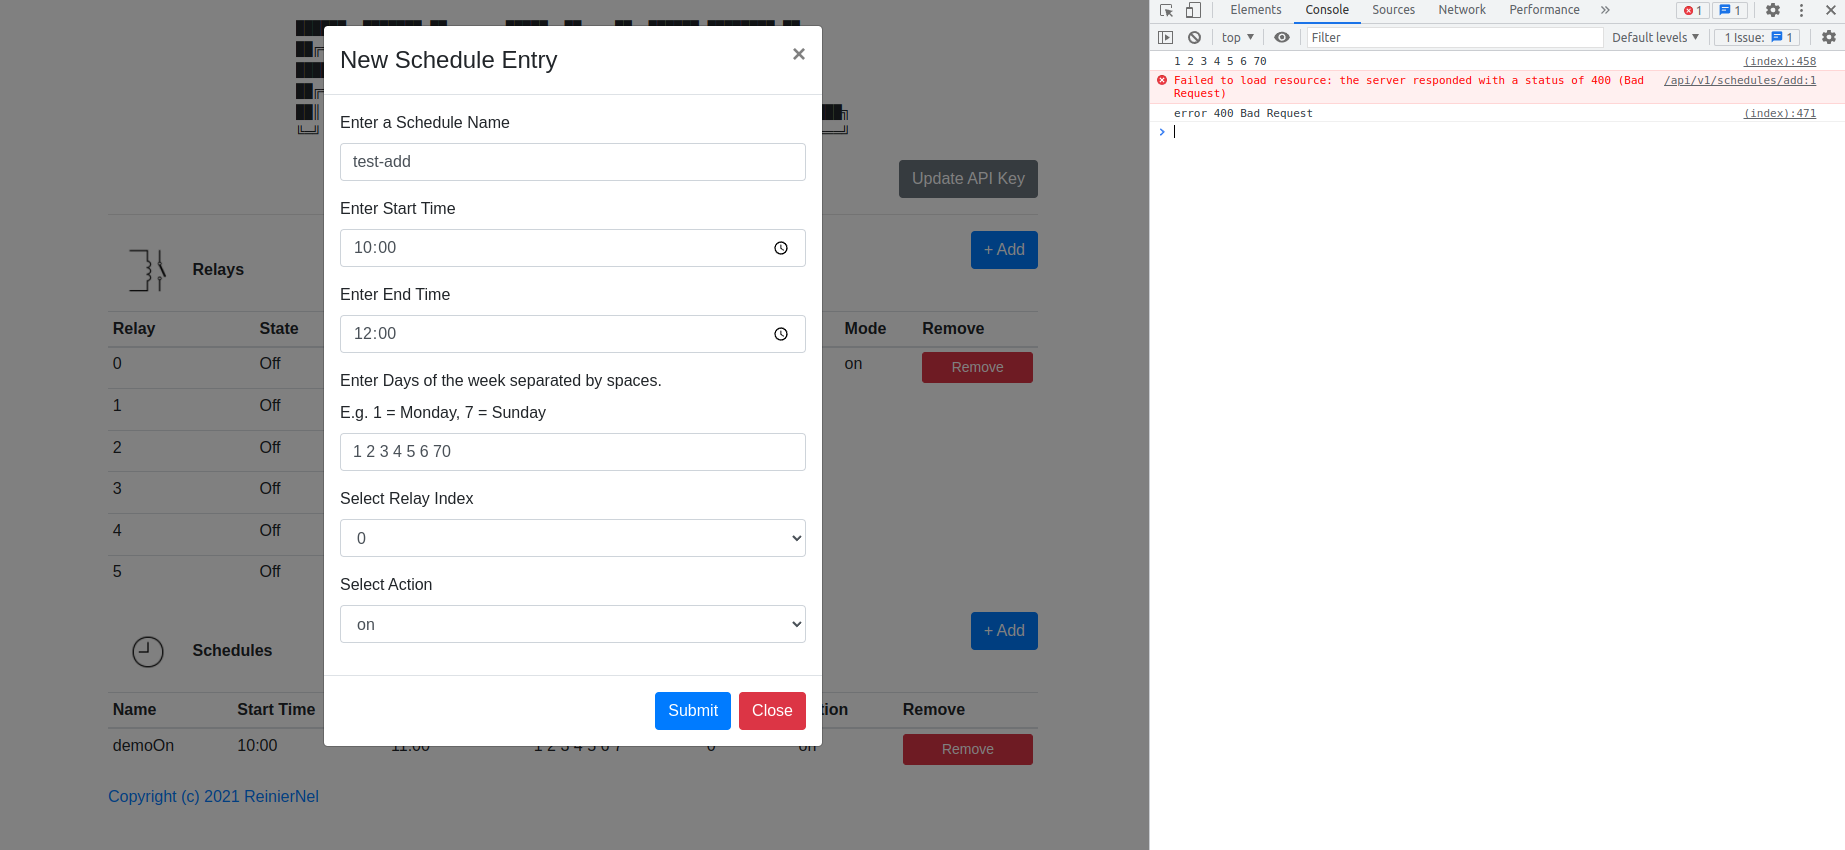 New Schedule Entry
×
Enter a Schedule Name
test-add
Enter Start Time
10:00
Enter End Time
12:00
Enter Days of the week separated by spaces.
E.g. 1 = Monday, 7 = Sunday
1 2 3 4 5 6 70
Select Relay Index
0
Select Action
on
Submit
Close
Update API Key
Relays
+ Add
Relay State Mode Remove
0 Off on Remove
1 Off
2 Off
3 Off
4 Off
5 Off
Schedules
+ Add
Name Start Time tion Remove
demoOn 10:00 11:00 1 2 3 4 5 6 7 0 on Remove
Copyright (c) 2021 ReinierNel
Elements Console Sources Network Performance » 1 1
top Filter Default levels 1 Issue: 1
1 2 3 4 5 6 70 (index):458
Failed to load resource: the server responded with a status of 400 (Bad /api/v1/schedules/add:1
Request)
error 400 Bad Request (index):471